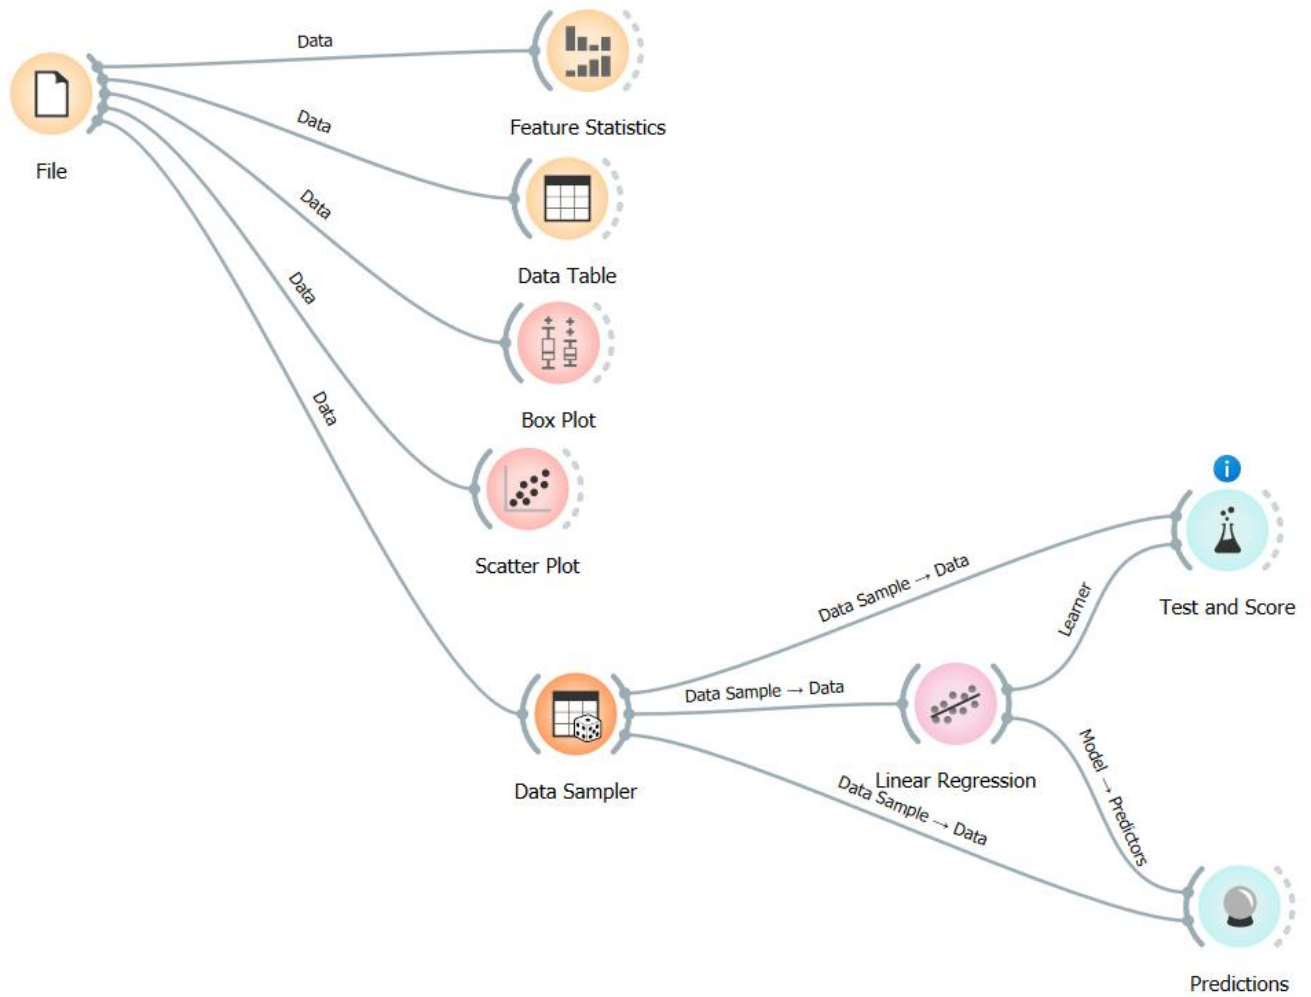 Data
Feature Statistics
File
Data
Data Table
Data
Box Plot
Data
Scatter Plot
Data
i
Test and Score
Data Sample → Data
Learner
Data Sample → Data
Data Sampler
Linear Regression
Data Sample → Data
Model → Predictors
Predictions